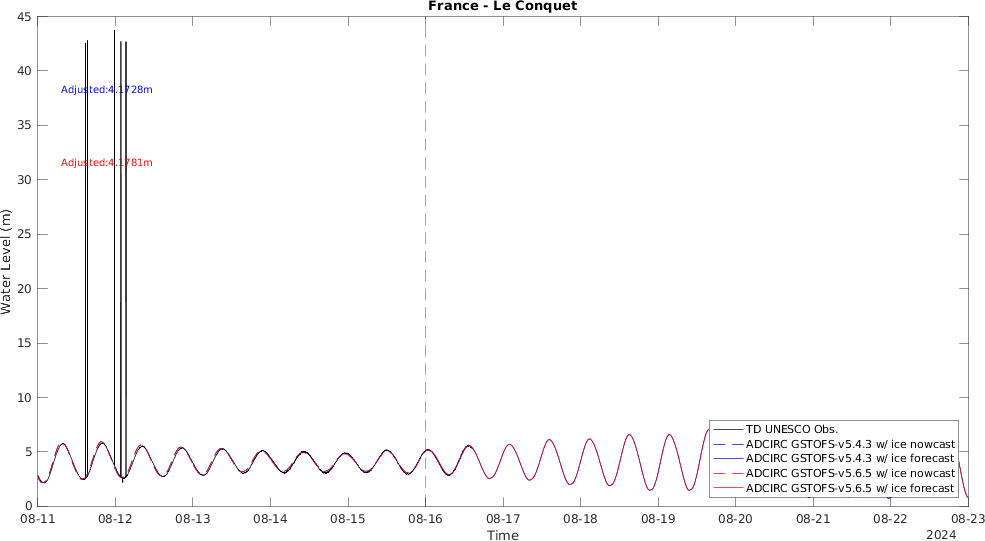 France - Le Conquet
45
40
35
30
25
20
15
10
5
0
Water Level (m)
Adjusted:4.1728m
Adjusted:4.1781m
TD UNESCO Obs.
ADCIRC GSTOFS-v5.4.3 w/ ice nowcast
ADCIRC GSTOFS-v5.4.3 w/ ice forecast
ADCIRC GSTOFS-v5.6.5 w/ ice nowcast
ADCIRC GSTOFS-v5.6.5 w/ ice forecast
08-11 08-12 08-13 08-14 08-15 08-16 08-17 08-18 08-19 08-20 08-21 08-22 08-23
Time
2024